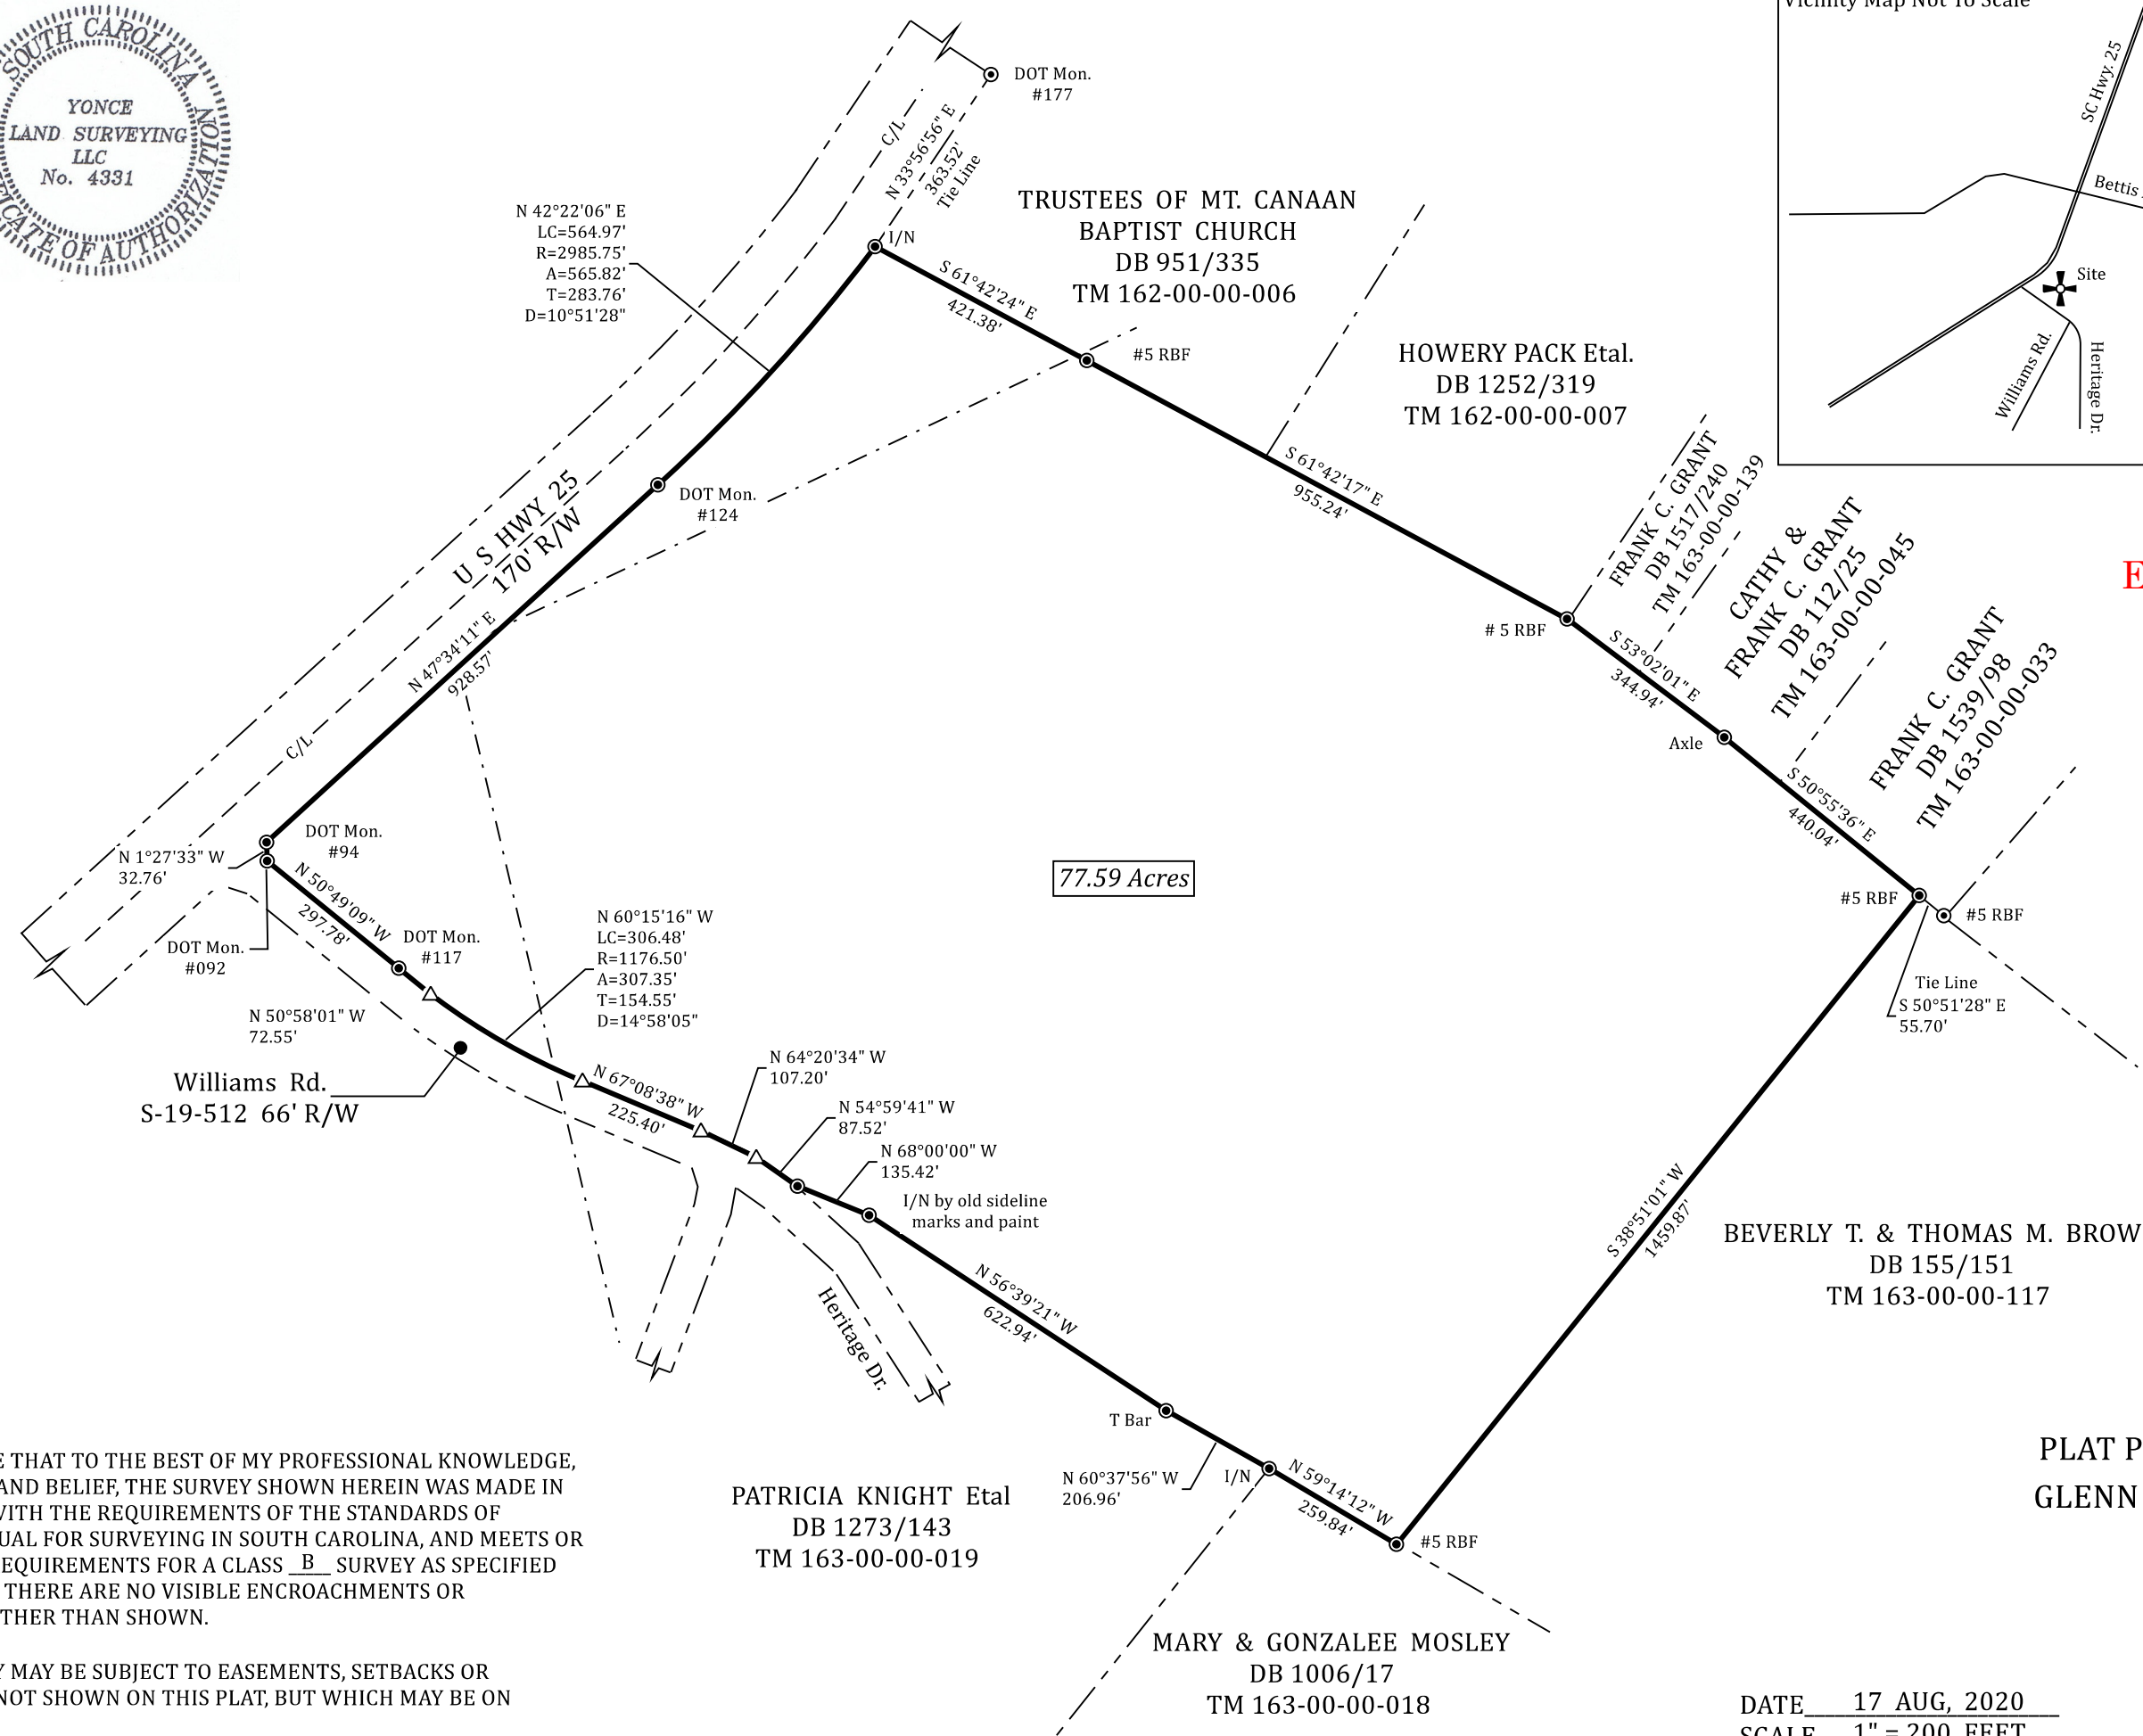 SOUTH CAROLINA
YONCE
LAND SURVEYING
LLC
No. 4331
OF AUTHORIZATION
Vicinity Map Not To Scale
SC Hwy. 25
Bettis
Site
Williams Rd.
Heritage Dr.
DOT Mon.
#177
C/L
N 33°56'56" E
363.52'
Tie Line
I/N
N 42°22'06" E
LC=564.97'
R=2985.75'
A=565.82'
T=283.76'
D=10°51'28"
TRUSTEES OF MT. CANAAN
BAPTIST CHURCH
DB 951/335
TM 162-00-00-006
S 61°42'24" E
421.38'
#5 RBF
HOWERY PACK Etal.
DB 1252/319
TM 162-00-00-007
S 61°42'17" E
955.24'
FRANK C. GRANT
DB 1517/240
TM 163-00-00-139
CATHY &
FRANK C. GRANT
DB 112/25
TM 163-00-00-045
FRANK C. GRANT
DB 1539/98
TM 163-00-00-033
E
U S HWY 25
170' R/W
DOT Mon.
#124
N 47°34'11" E
928.57'
# 5 RBF
S 53°02'01" E
344.94'
Axle
S 50°55'36" E
440.04'
C/L
DOT Mon.
#94
N 1°27'33" W
32.76'
DOT Mon.
#092
N 50°49'09" W
297.78'
DOT Mon.
#117
N 50°58'01" W
72.55'
77.59 Acres
#5 RBF
#5 RBF
Tie Line
S 50°51'28" E
55.70'
N 60°15'16" W
LC=306.48'
R=1176.50'
A=307.35'
T=154.55'
D=14°58'05"
Williams Rd.
S-19-512 66' R/W
N 67°08'38" W
225.40'
N 64°20'34" W
107.20'
N 54°59'41" W
87.52'
N 68°00'00" W
135.42'
I/N by old sideline
marks and paint
Heritage Dr.
N 56°39'21" W
622.94'
S 38°51'01" W
1459.87'
BEVERLY T. & THOMAS M. BROW
DB 155/151
TM 163-00-00-117
T Bar
N 60°37'56" W
206.96'
I/N
N 59°14'12" W
259.84'
#5 RBF
PATRICIA KNIGHT Etal
DB 1273/143
TM 163-00-00-019
MARY & GONZALEE MOSLEY
DB 1006/17
TM 163-00-00-018
PLAT P
GLENN
E THAT TO THE BEST OF MY PROFESSIONAL KNOWLEDGE,
AND BELIEF, THE SURVEY SHOWN HEREIN WAS MADE IN
WITH THE REQUIREMENTS OF THE STANDARDS OF
UAL FOR SURVEYING IN SOUTH CAROLINA, AND MEETS OR
EQUIREMENTS FOR A CLASS B SURVEY AS SPECIFIED
THERE ARE NO VISIBLE ENCROACHMENTS OR
THER THAN SHOWN.
Y MAY BE SUBJECT TO EASEMENTS, SETBACKS OR
NOT SHOWN ON THIS PLAT, BUT WHICH MAY BE ON
DATE 17 AUG, 2020
SCALE 1" = 200 FEET